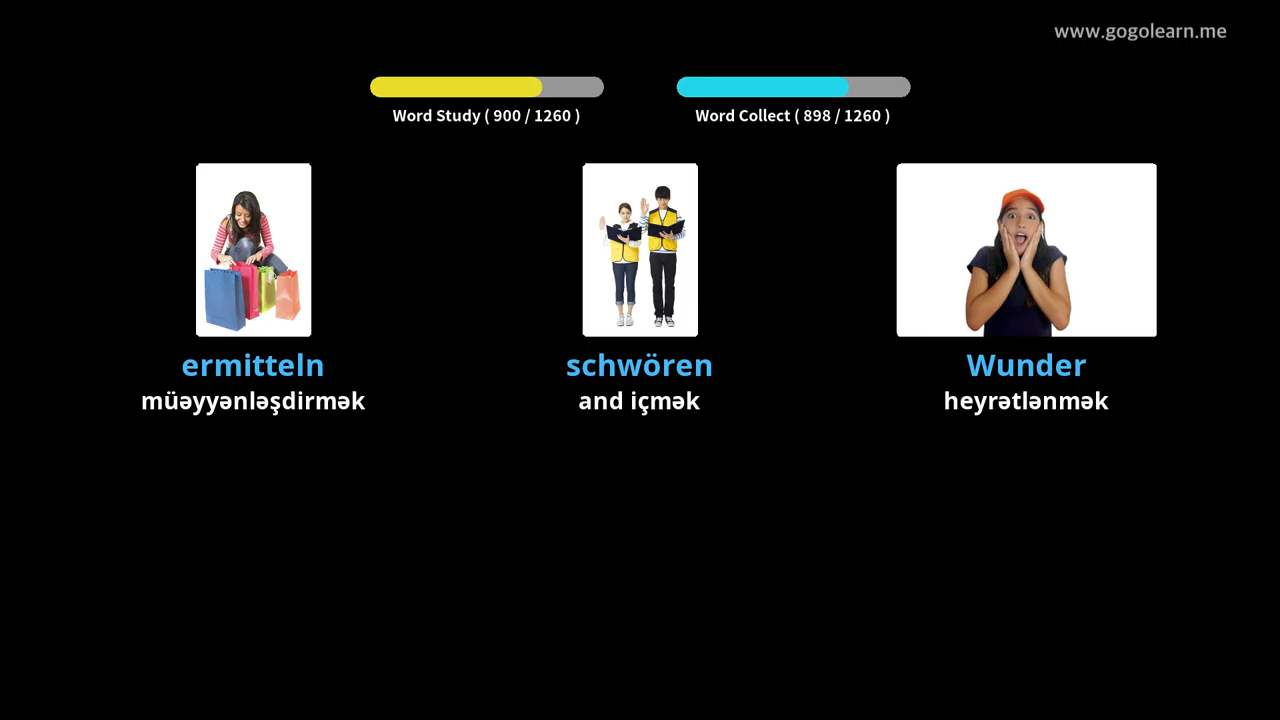 www.gogolearn.me
Word Study ( 900 / 1260 )
Word Collect ( 898 / 1260 )
ermitteln
müəyyənləşdirmək
schwören
and içmək
Wunder
heyrətlənmək